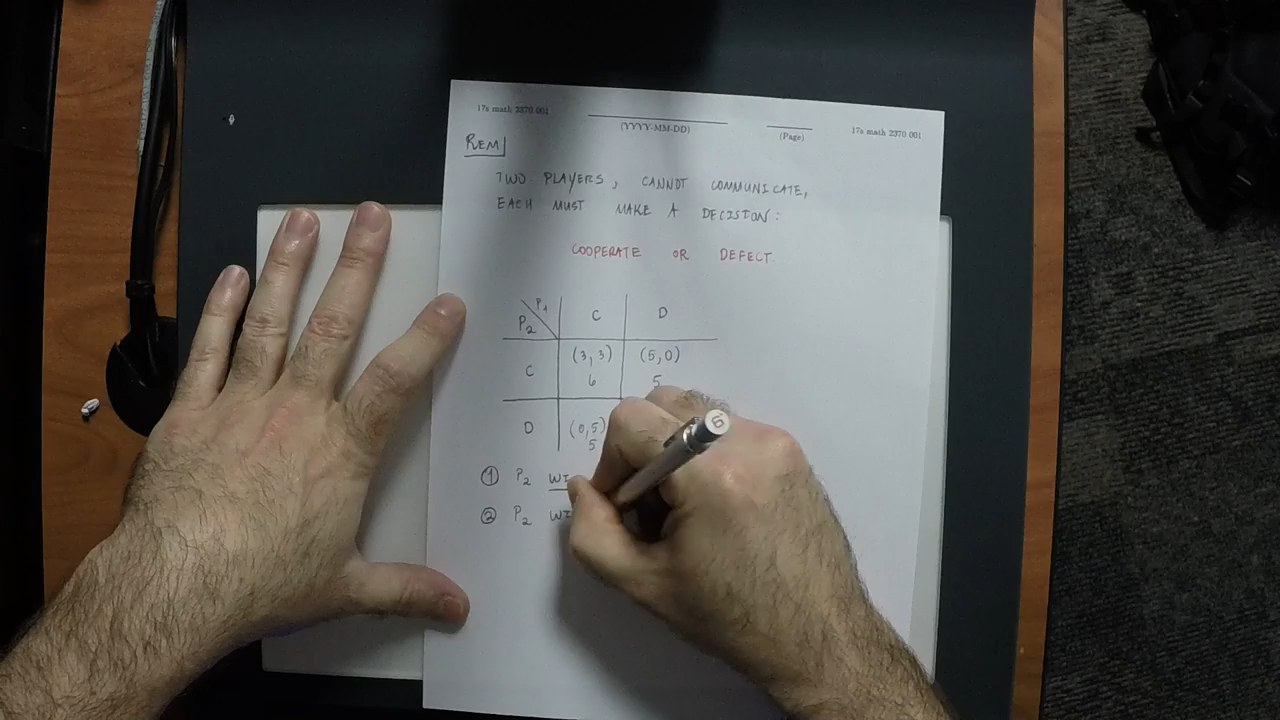 17s math 2370 001
(YYYY-MM-DD)
(Page)
17s math 2370 001
REM
TWO PLAYERS, CANNOT COMMUNICATE,
EACH MUST MAKE A DECISION:
COOPERATE OR DEFECT.
P1
P2
C D
C (3,3) (5,0)
6 5
D (0,5)
5
① P2
② P2
6